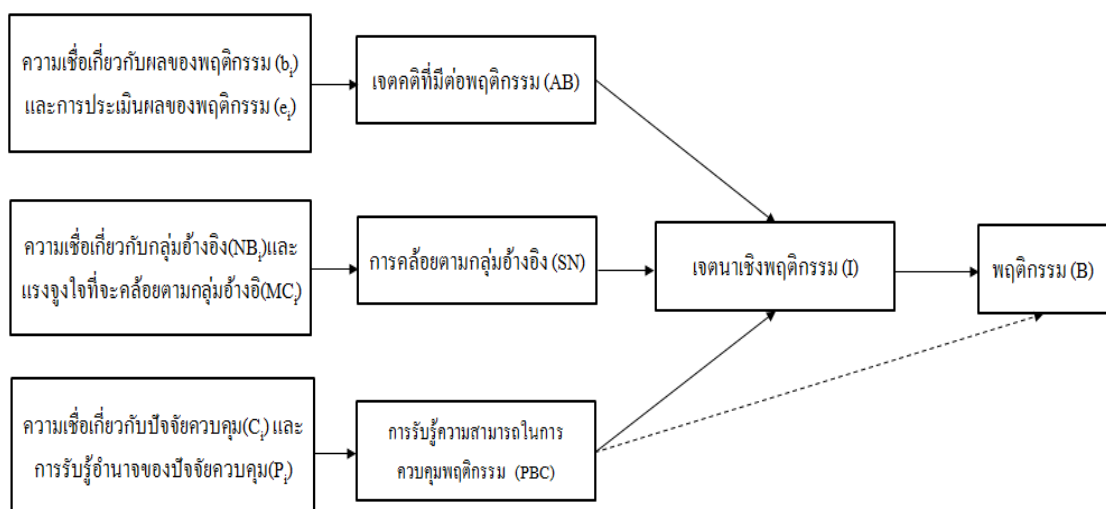 ความเชื่อเกี่ยวกับผลของพฤติกรรม (bi)
และการประเมินผลของพฤติกรรม (ei)
เจตคติที่มีต่อพฤติกรรม (AB)
ความเชื่อเกี่ยวกับกลุ่มอ้างอิง(NBi)และ
แรงจูงใจที่จะคล้อยตามกลุ่มอ้างอิ(MCi)
การคล้อยตามกลุ่มอ้างอิง (SN)
เจตนาเชิงพฤติกรรม (I)
พฤติกรรม (B)
ความเชื่อเกี่ยวกับปัจจัยควบคุม(Ci) และ
การรับรู้อำนาจของปัจจัยควบคุม(Pi)
การรับรู้ความสามารถในการ
ควบคุมพฤติกรรม (PBC)